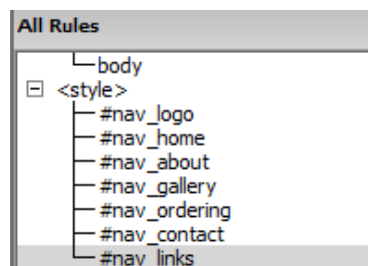 All Rules
body
<style>
#nav_logo
#nav_home
#nav_about
#nav_gallery
#nav_ordering
#nav_contact
#nav_links